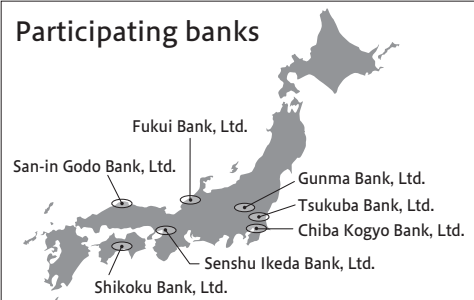 Participating banks
Fukui Bank, Ltd.
San-in Godo Bank, Ltd.
Gunma Bank, Ltd.
Tsukuba Bank, Ltd.
Chiba Kogyo Bank, Ltd.
Senshu Ikeda Bank, Ltd.
Shikoku Bank, Ltd.